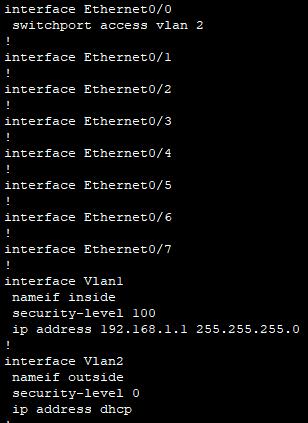 interface Ethernet0/0
 switchport access vlan 2
!
interface Ethernet0/1
!
interface Ethernet0/2
!
interface Ethernet0/3
!
interface Ethernet0/4
!
interface Ethernet0/5
!
interface Ethernet0/6
!
interface Ethernet0/7
!
interface Vlan1
 nameif inside
 security-level 100
 ip address 192.168.1.1 255.255.255.0
!
interface Vlan2
 nameif outside
 security-level 0
 ip address dhcp
!